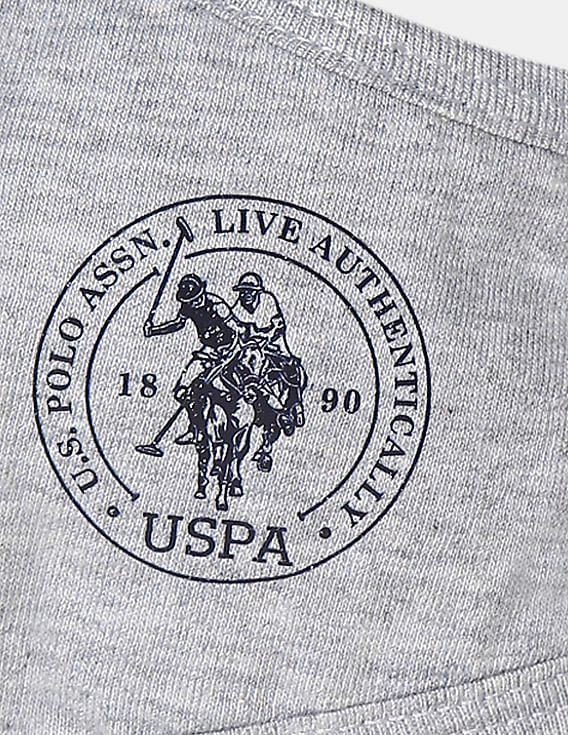 U.S. POLO ASSN. LIVE AUTHENTICALLY
18 90
USPA